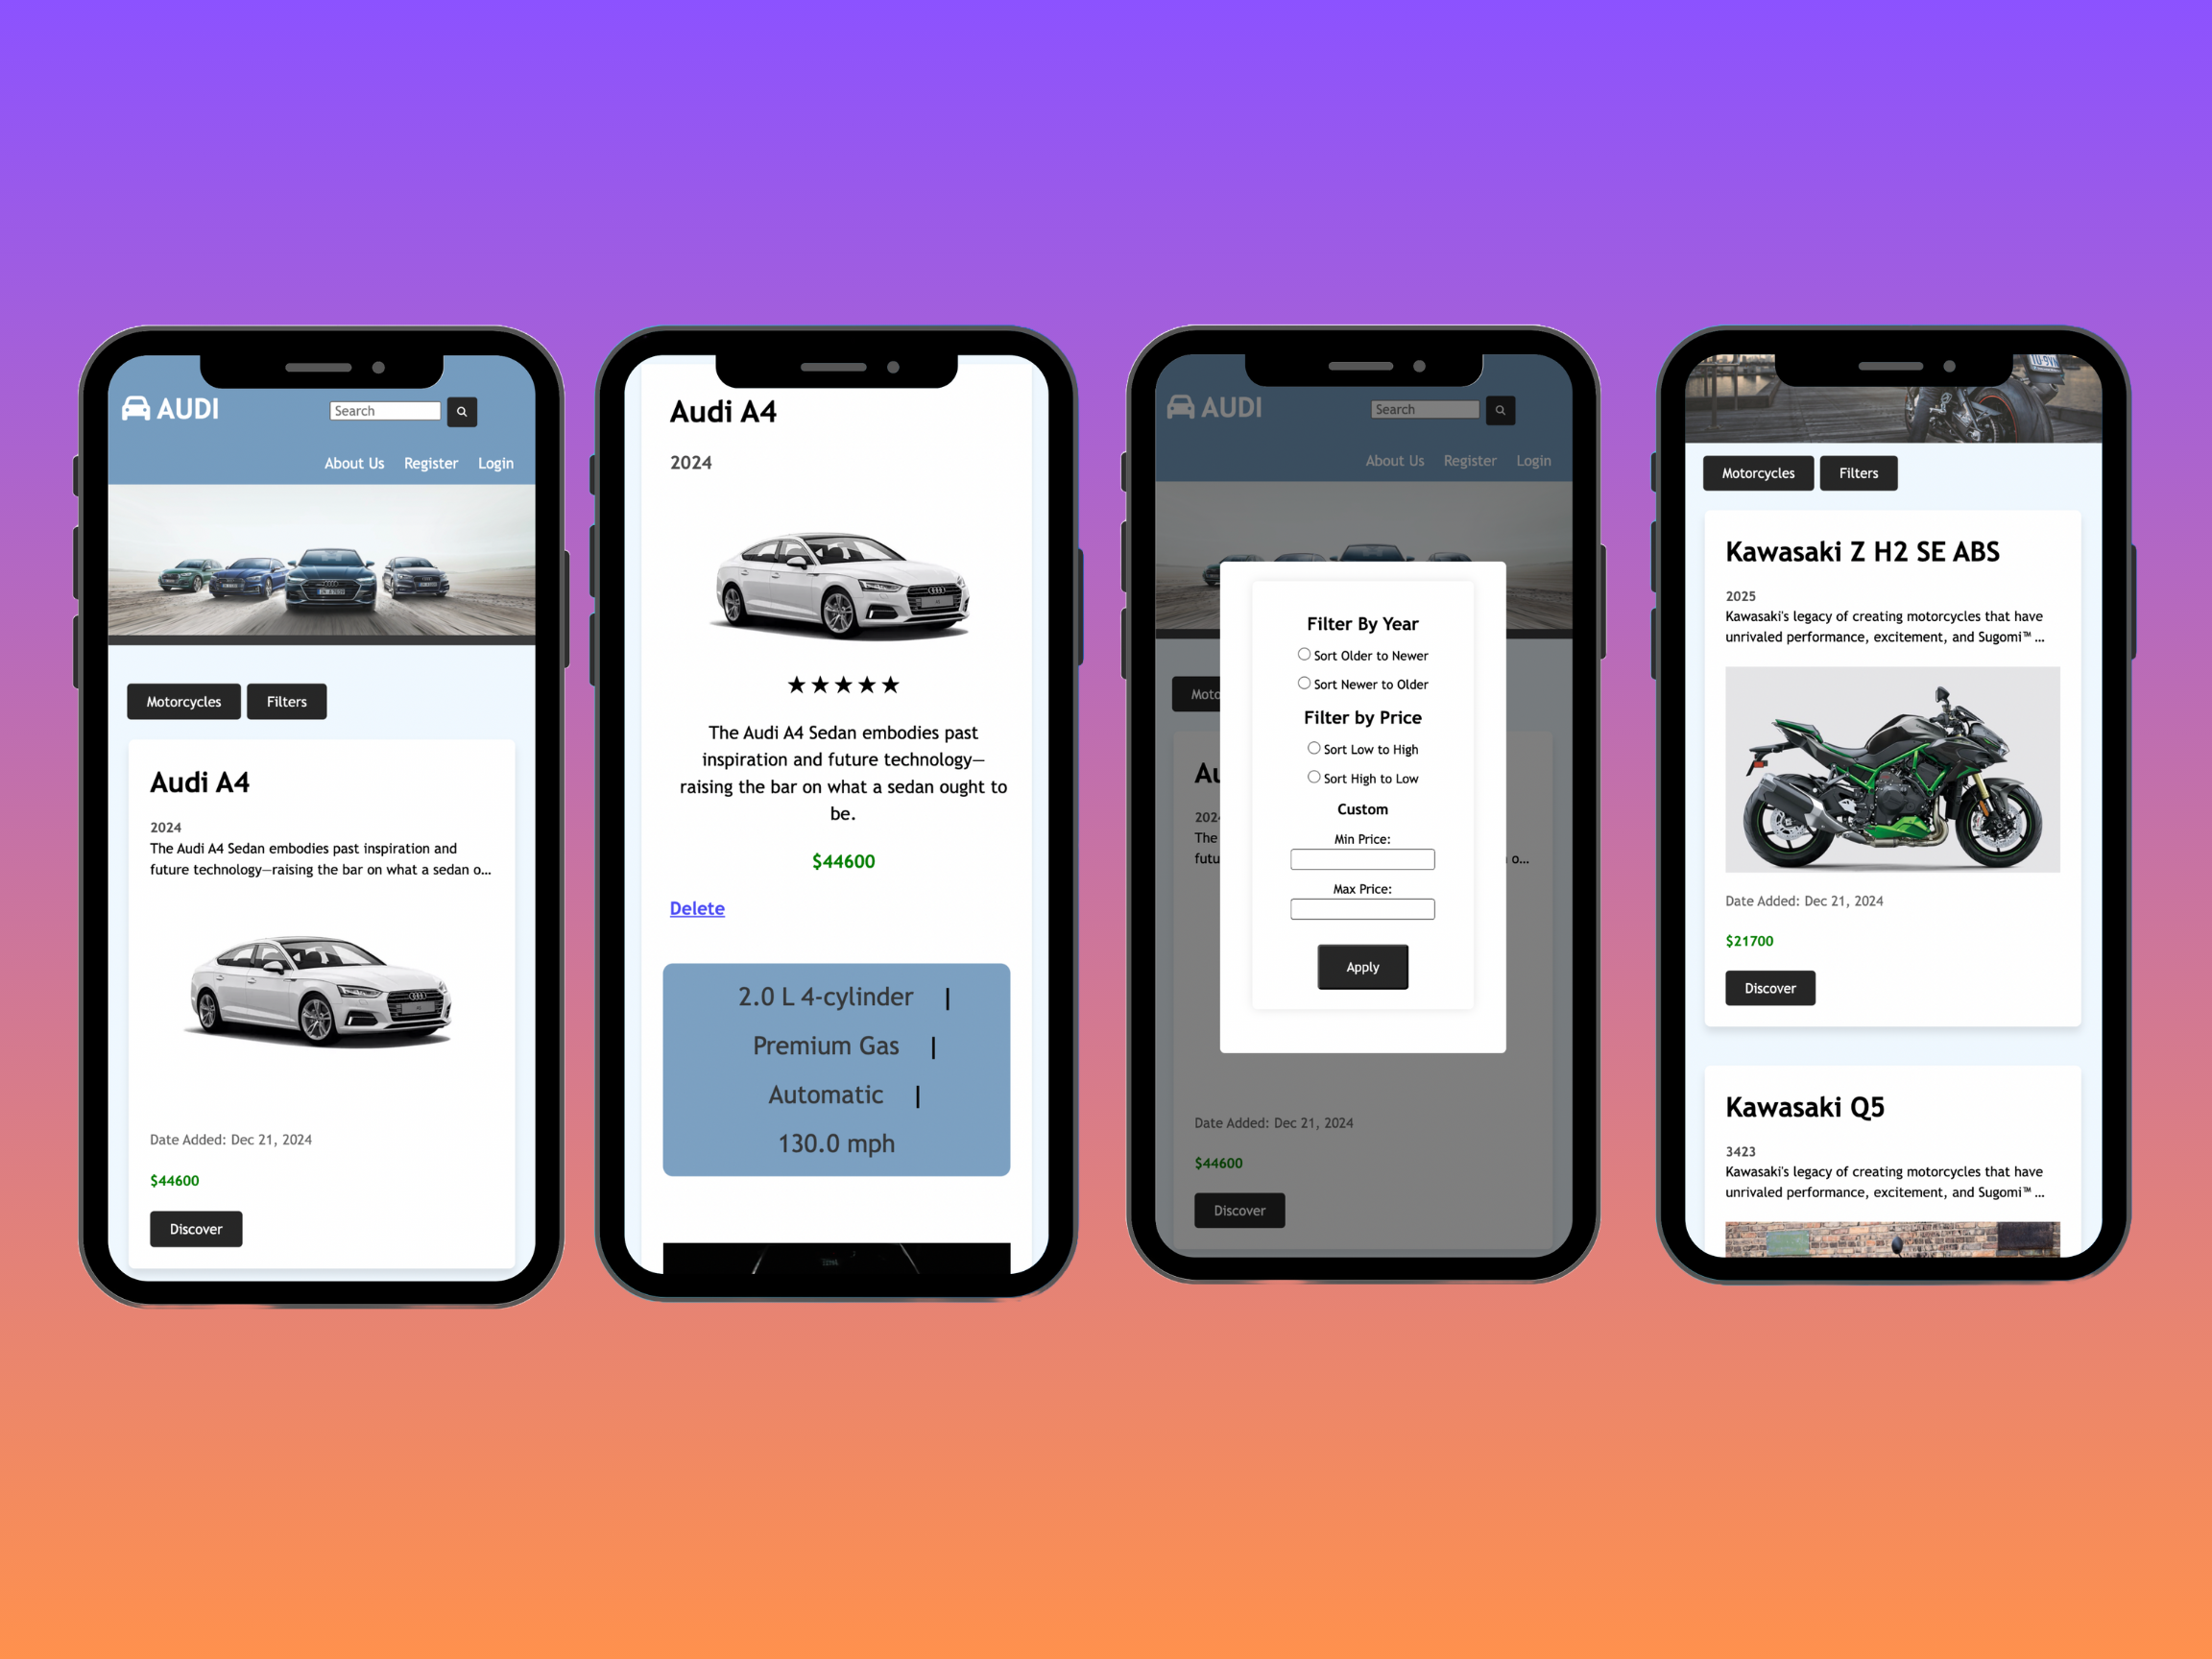 AUDI
Search
About Us Register Login
Motorcycles Filters
Audi A4
2024
The Audi A4 Sedan embodies past inspiration and
future technology—raising the bar on what a sedan o...
Date Added: Dec 21, 2024
$44600
Discover
Audi A4
2024
★★★★★
The Audi A4 Sedan embodies past
inspiration and future technology—
raising the bar on what a sedan ought to
be.
$44600
Delete
2.0 L 4-cylinder |
Premium Gas |
Automatic |
130.0 mph
AUDI
Search
About Us Register Login
Moto
Filter By Year
Sort Older to Newer
Sort Newer to Older
Filter by Price
Sort Low to High
Sort High to Low
Custom
Min Price:
Max Price:
Apply
Au
202
The
futu o...
Date Added: Dec 21, 2024
$44600
Discover
Motorcycles Filters
Kawasaki Z H2 SE ABS
2025
Kawasaki's legacy of creating motorcycles that have
unrivaled performance, excitement, and Sugomi™ ...
Date Added: Dec 21, 2024
$21700
Discover
Kawasaki Q5
3423
Kawasaki's legacy of creating motorcycles that have
unrivaled performance, excitement, and Sugomi™ ...